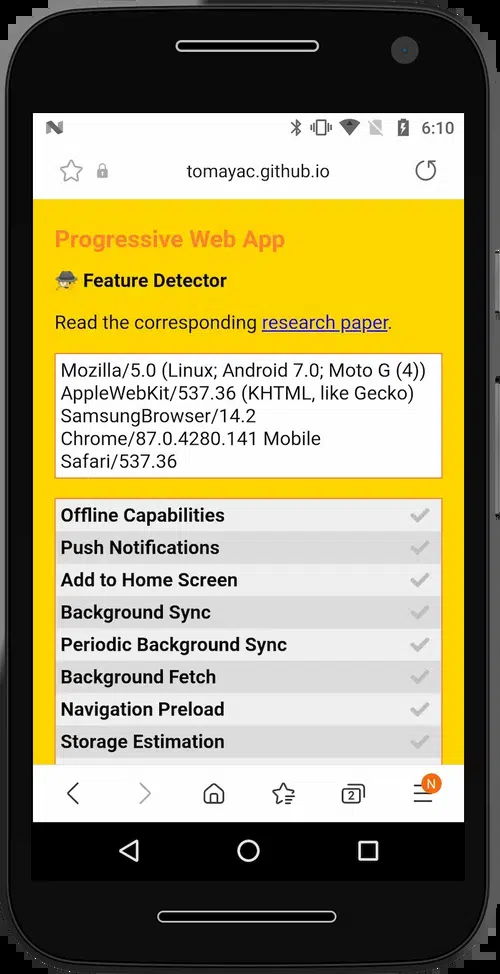 6:10
tomayac.github.io
Progressive Web App
Feature Detector
Read the corresponding research paper.
Mozilla/5.0 (Linux; Android 7.0; Moto G (4))
AppleWebKit/537.36 (KHTML, like Gecko)
SamsungBrowser/14.2
Chrome/87.0.4280.141 Mobile
Safari/537.36
Offline Capabilities
Push Notifications
Add to Home Screen
Background Sync
Periodic Background Sync
Background Fetch
Navigation Preload
Storage Estimation
2
N